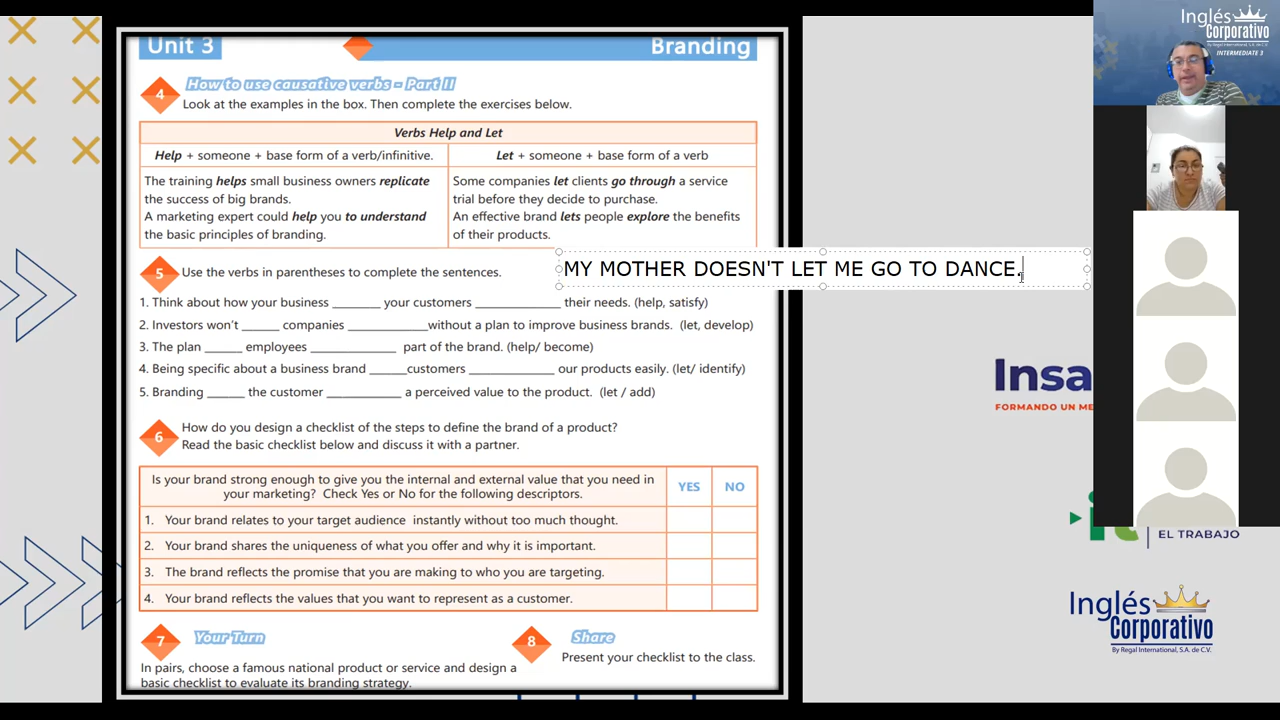 Unit 3
Branding
4
How to use causative verbs - Part II
Look at the examples in the box. Then complete the exercises below.
Verbs Help and Let
Help + someone + base form of a verb/infinitive.
Let + someone + base form of a verb
The training helps small business owners replicate
the success of big brands.
A marketing expert could help you to understand
the basic principles of branding.
Some companies let clients go through a service
trial before they decide to purchase.
An effective brand lets people explore the benefits
of their products.
MY MOTHER DOESN'T LET ME GO TO DANCE.
5
Use the verbs in parentheses to complete the sentences.
1. Think about how your business _______ your customers ____________ their needs. (help, satisfy)
2. Investors won't ______ companies _____________without a plan to improve business brands. (let, develop)
3. The plan ______ employees ______________ part of the brand. (help/ become)
4. Being specific about a business brand ______customers ______________ our products easily. (let/ identify)
5. Branding ______ the customer ____________ a perceived value to the product. (let / add)
6
How do you design a checklist of the steps to define the brand of a product?
Read the basic checklist below and discuss it with a partner.
Is your brand strong enough to give you the internal and external value that you need in
your marketing? Check Yes or No for the following descriptors.
YES
NO
1. Your brand relates to your target audience instantly without too much thought.
2. Your brand shares the uniqueness of what you offer and why it is important.
3. The brand reflects the promise that you are making to who you are targeting.
4. Your brand reflects the values that you want to represent as a customer.
7
Your Turn
In pairs, choose a famous national product or service and design a
basic checklist to evaluate its branding strategy.
8
Share
Present your checklist to the class.
Inglés
Corporativo
By Regal International, S.A. de C.V.
INTERMEDIATE 3
Insa
FORMANDO UN ME
EL TRABAJO
Inglés
Corporativo
By Regal International, S.A. de C.V.